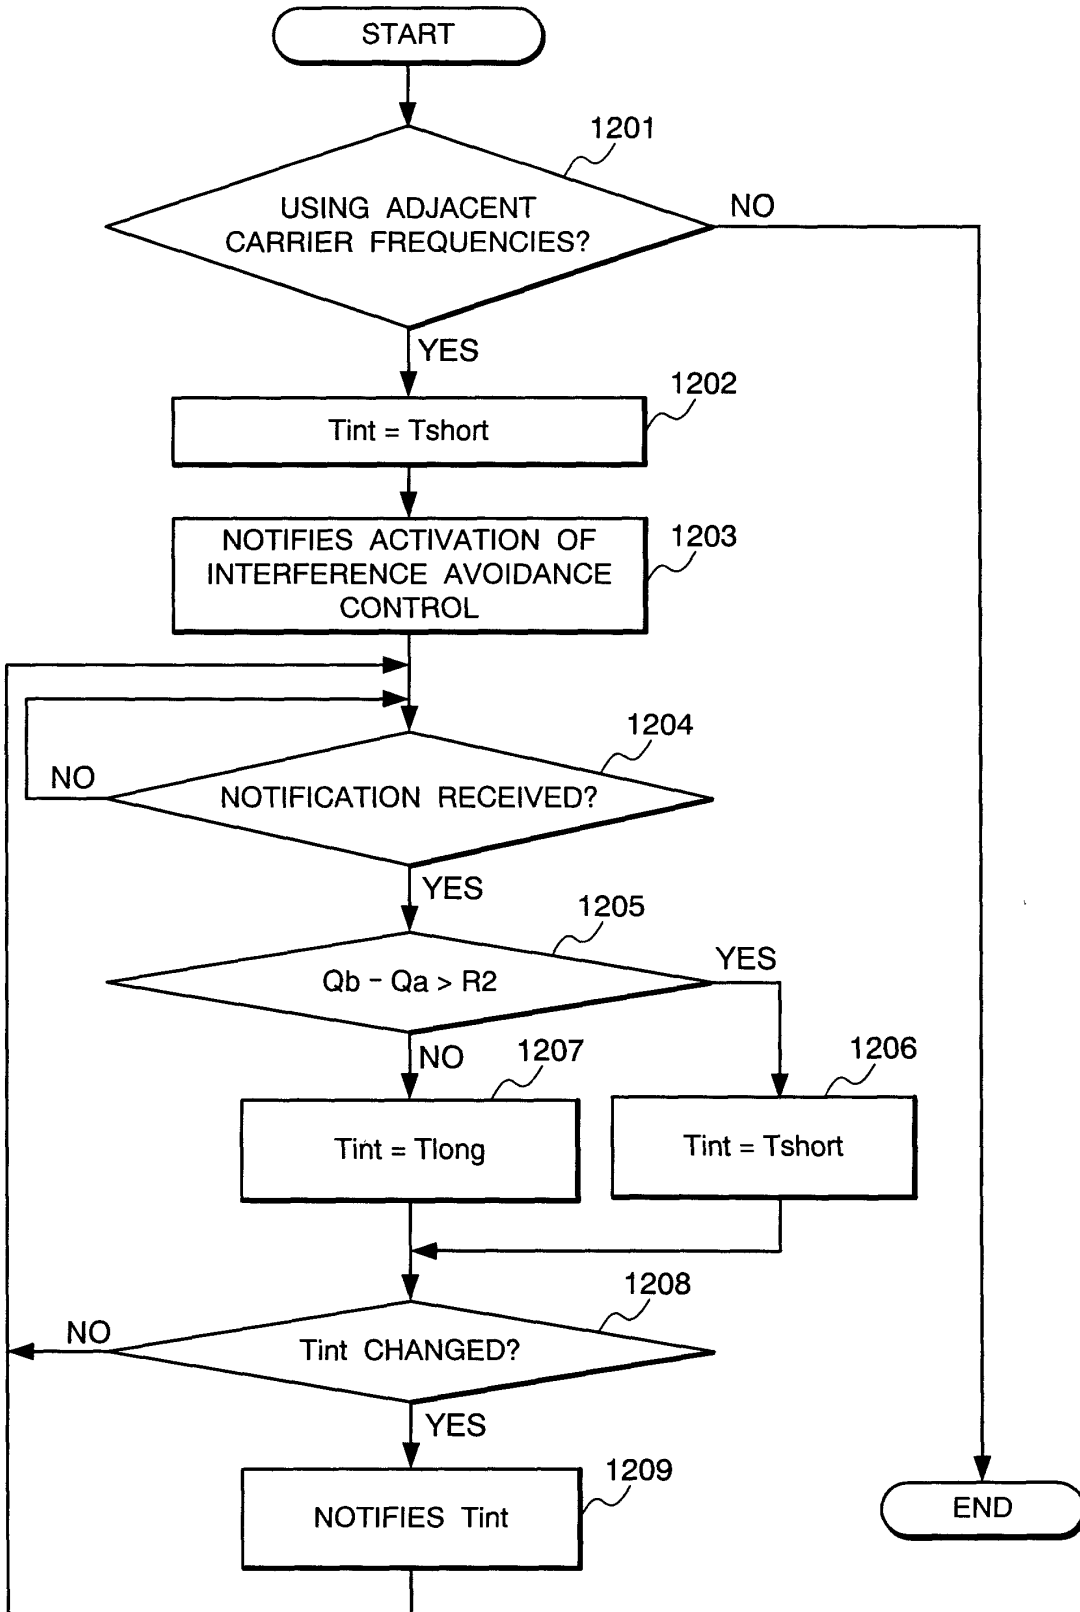 START
1201
USING ADJACENT
CARRIER FREQUENCIES?
NO
YES
1202
Tint = Tshort
1203
NOTIFIES ACTIVATION OF
INTERFERENCE AVOIDANCE
CONTROL
1204
NO
NOTIFICATION RECEIVED?
YES
1205
Qb - Qa > R2
YES
NO
1207
1206
Tint = Tlong
Tint = Tshort
1208
NO
Tint CHANGED?
YES
1209
NOTIFIES Tint
END